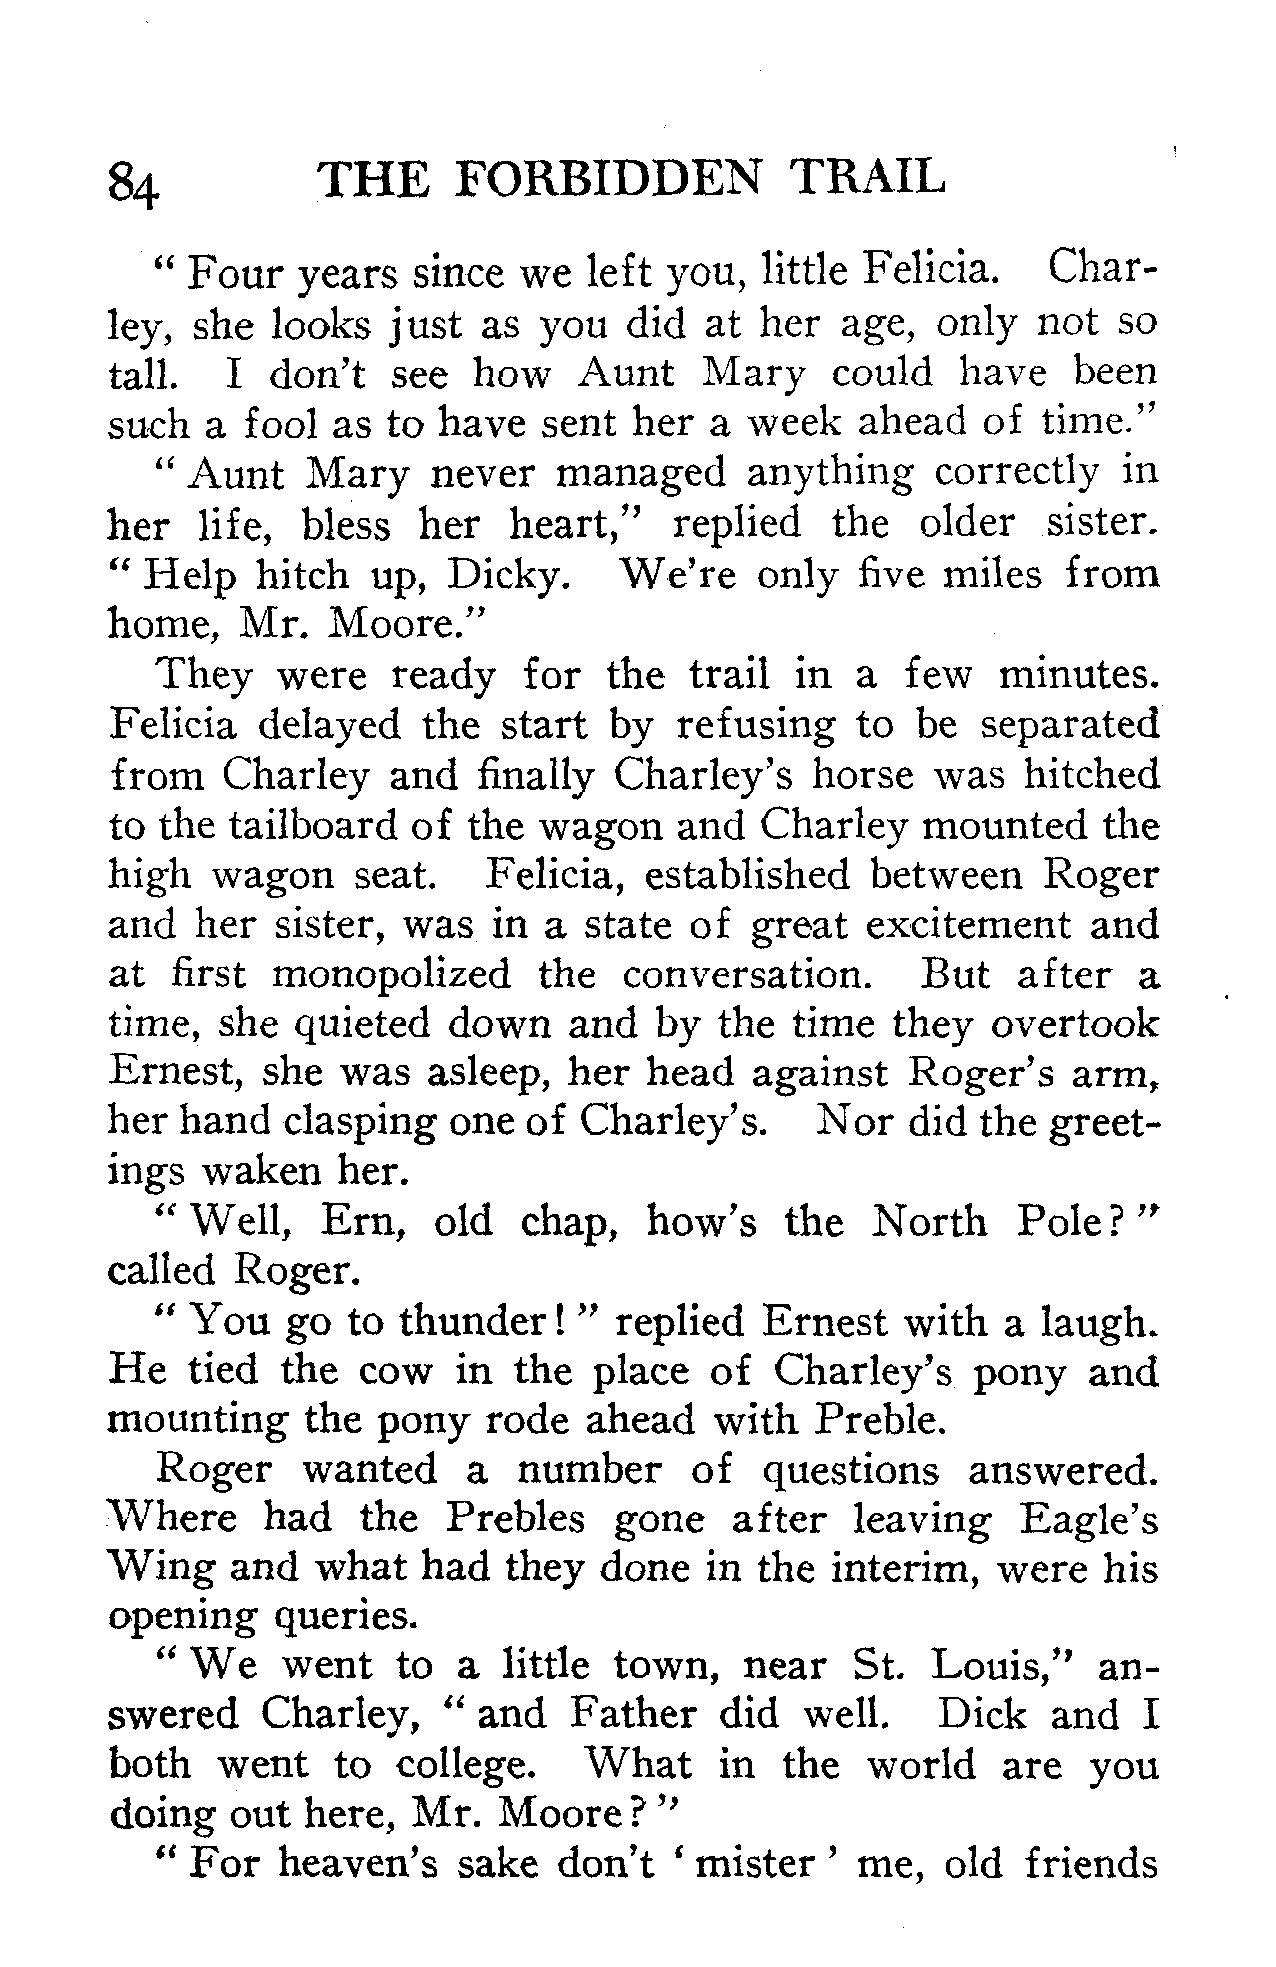 84 THE FORBIDDEN TRAIL
" Four years since we left you, little Felicia. Char-
ley, she looks just as you did at her age, only not so
tall. I don't see how Aunt Mary could have been
such a fool as to have sent her a week ahead of time."
" Aunt Mary never managed anything correctly in
her life, bless her heart," replied the older sister.
" Help hitch up, Dicky. We're only five miles from
home, Mr. Moore."
They were ready for the trail in a few minutes.
Felicia delayed the start by refusing to be separated
from Charley and finally Charley's horse was hitched
to the tailboard of the wagon and Charley mounted the
high wagon seat. Felicia, established between Roger
and her sister, was in a state of great excitement and
at first monopolized the conversation. But after a
time, she quieted down and by the time they overtook
Ernest, she was asleep, her head against Roger's arm,
her hand clasping one of Charley's. Nor did the greet-
ings waken her.
" Well, Ern, old chap, how's the North Pole? "
called Roger.
" You go to thunder! " replied Ernest with a laugh.
He tied the cow in the place of Charley's pony and
mounting the pony rode ahead with Preble.
Roger wanted a number of questions answered.
Where had the Prebles gone after leaving Eagle's
Wing and what had they done in the interim, were his
opening queries.
" We went to a little town, near St. Louis," an-
swered Charley, " and Father did well. Dick and I
both went to college. What in the world are you
doing out here, Mr. Moore? "
" For heaven's sake don't ' mister ' me, old friends